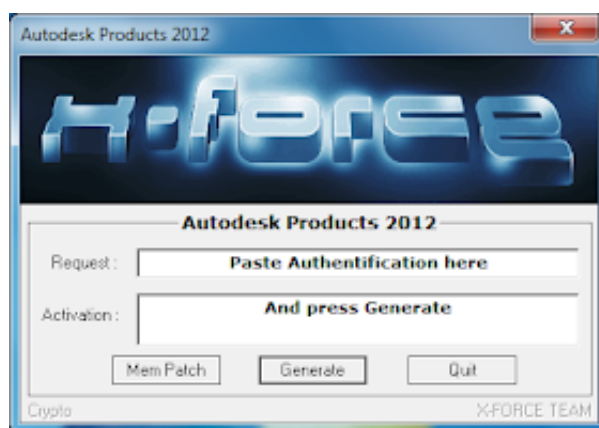 Autodesk Products 2012
X-FORCE
Autodesk Products 2012
Request :
Paste Authentification here
Activation :
And press Generate
Mem Patch
Generate
Quit
Crypto
X-FORCE TEAM